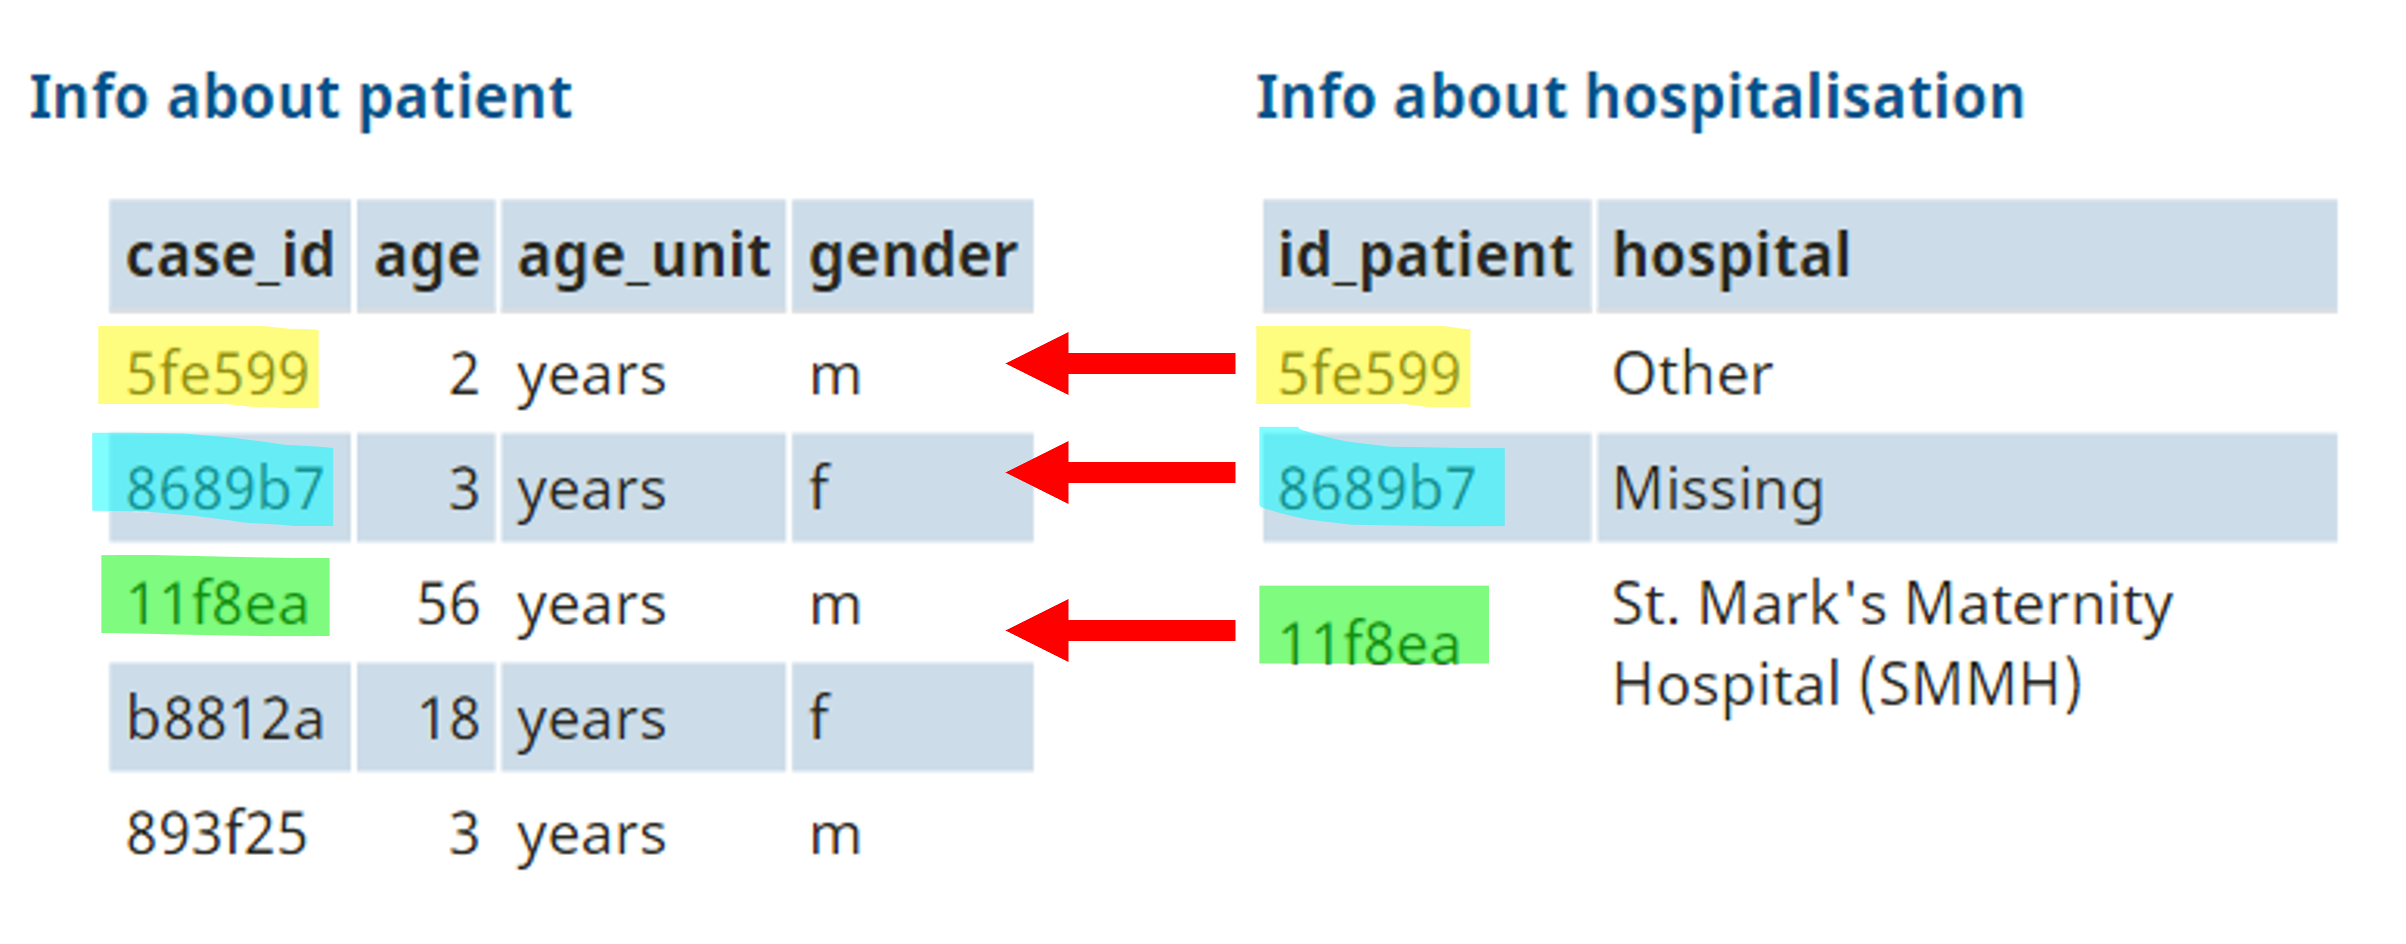 Info about patient
case_id age age_unit gender
5fe599 2 years m
8689b7 3 years f
11f8ea 56 years m
b8812a 18 years f
893f25 3 years m
Info about hospitalisation
id_patient hospital
5fe599 Other
8689b7 Missing
11f8ea St. Mark's Maternity
Hospital (SMMH)